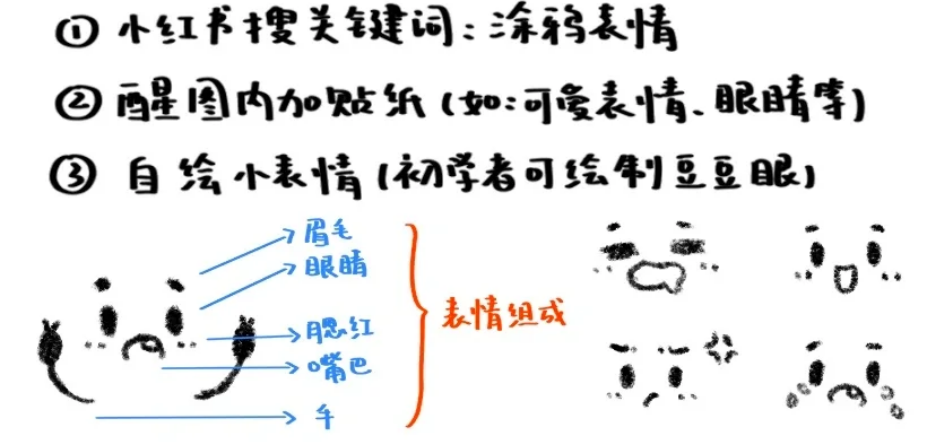 ① 小红书搜关键词：涂鸦表情
② 醒图内加贴纸(如：可爱表情、眼睛等)
③ 自绘小表情(初学者可绘制豆豆眼)
眉毛
眼睛
腮红
嘴巴
手
表情组成